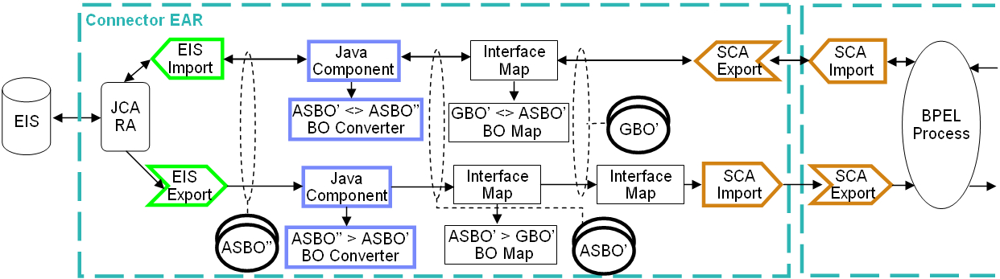 Connector EAR
EIS
Import
Java
Component
Interface
Map
SCA
Export
SCA
Import
EIS
JCA
RA
ASBO’ <> ASBO”
BO Converter
GBO’ <> ASBO’
BO Map
GBO’
BPEL
Process
EIS
Export
Java
Component
Interface
Map
Interface
Map
SCA
Import
SCA
Export
ASBO”
ASBO” > ASBO’
BO Converter
ASBO’ > GBO’
BO Map
ASBO’